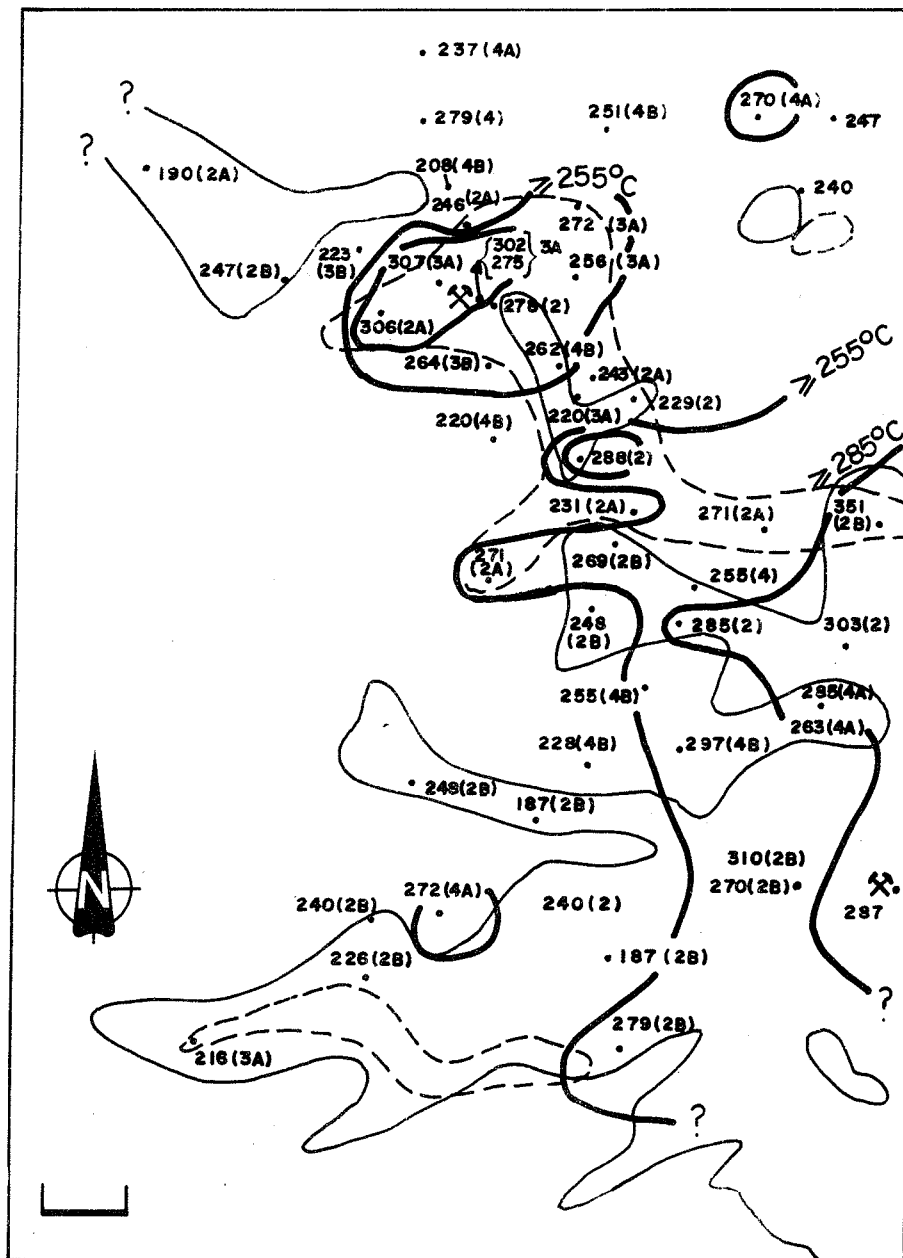 237(4A)
270(4A)
279(4)
251(4B)
247
?
?
190(2A)
208(4B)
≥ 255°C
240
246(2A)
272 (3A)
223
(3B)
302
275
3A
307(3A)
256 (3A)
247(2B)
278(2)
306(2A)
262(4B)
≥ 255°C
264(3B)
243(2A)
229(2)
220(3A)
220(4B)
≥ 285°C
288(2)
231(2A)
271(2A)
351
(2B)
271
(2A)
269(2B)
255(4)
248
(2B)
285(2)
303(2)
255(4B)
285(4A)
263(4A)
228(4B)
297(4B)
248(2B)
187(2B)
310(2B)
270(2B)
287
N
272(4A)
240(2B)
240(2)
226(2B)
187(2B)
?
279(2B)
216(3A)
?